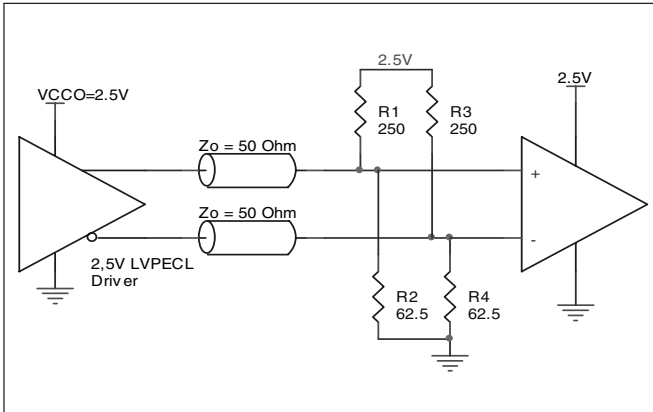 2.5V
VCCO=2.5V
2.5V
R1
250
R3
250
Zo = 50 Ohm
+
Zo = 50 Ohm
-
2,5V LVPECL
Driver
R2
62.5
R4
62.5